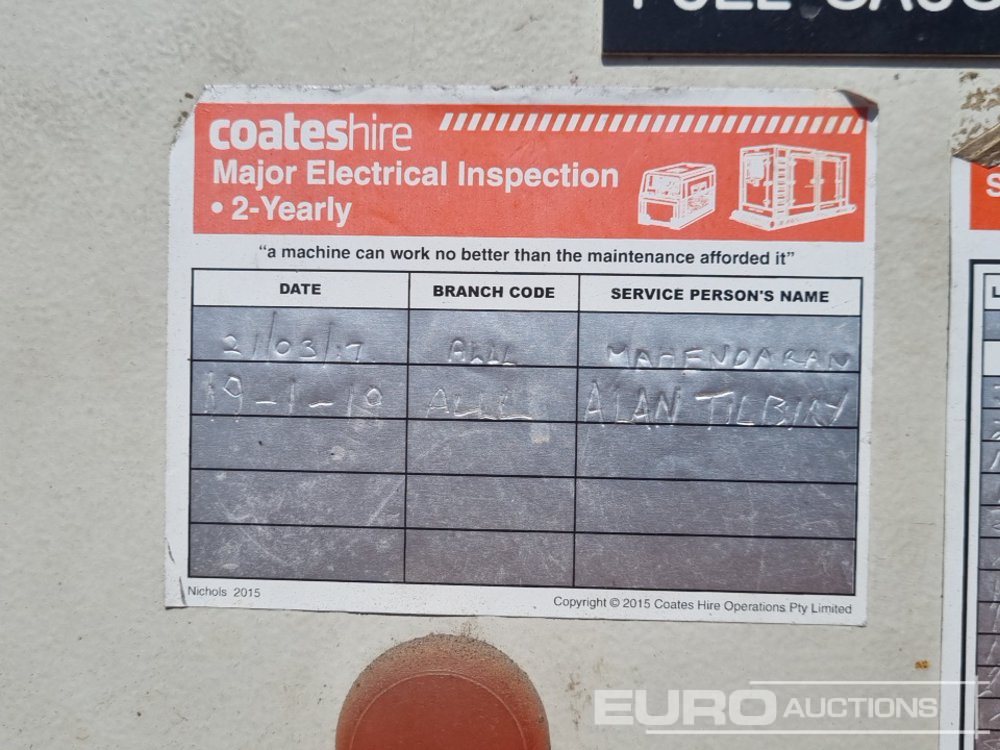 coateshire
Major Electrical Inspection
• 2-Yearly
“a machine can work no better than the maintenance afforded it”
DATE BRANCH CODE SERVICE PERSON'S NAME
21/03/17 MAHENDARAN
19-1-19 ALAN TILBURY
Nichols 2015
Copyright © 2015 Coates Hire Operations Pty Limited
EURO AUCTIONS